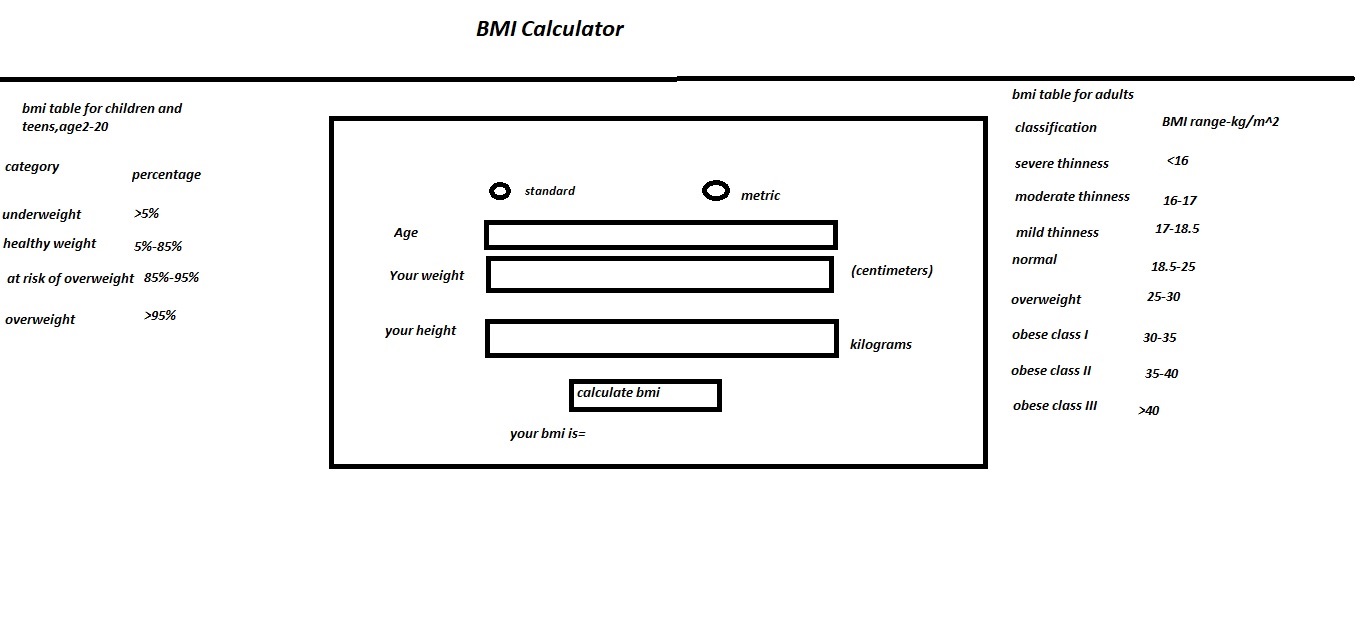 BMI Calculator
bmi table for children and
teens,age2-20
category percentage
underweight >5%
healthy weight 5%-85%
at risk of overweight 85%-95%
overweight >95%
standard metric
Age
Your weight (centimeters)
your height kilograms
calculate bmi
your bmi is=
bmi table for adults
classification BMI range-kg/m^2
severe thinness <16
moderate thinness 16-17
mild thinness 17-18.5
normal 18.5-25
overweight 25-30
obese class I 30-35
obese class II 35-40
obese class III >40